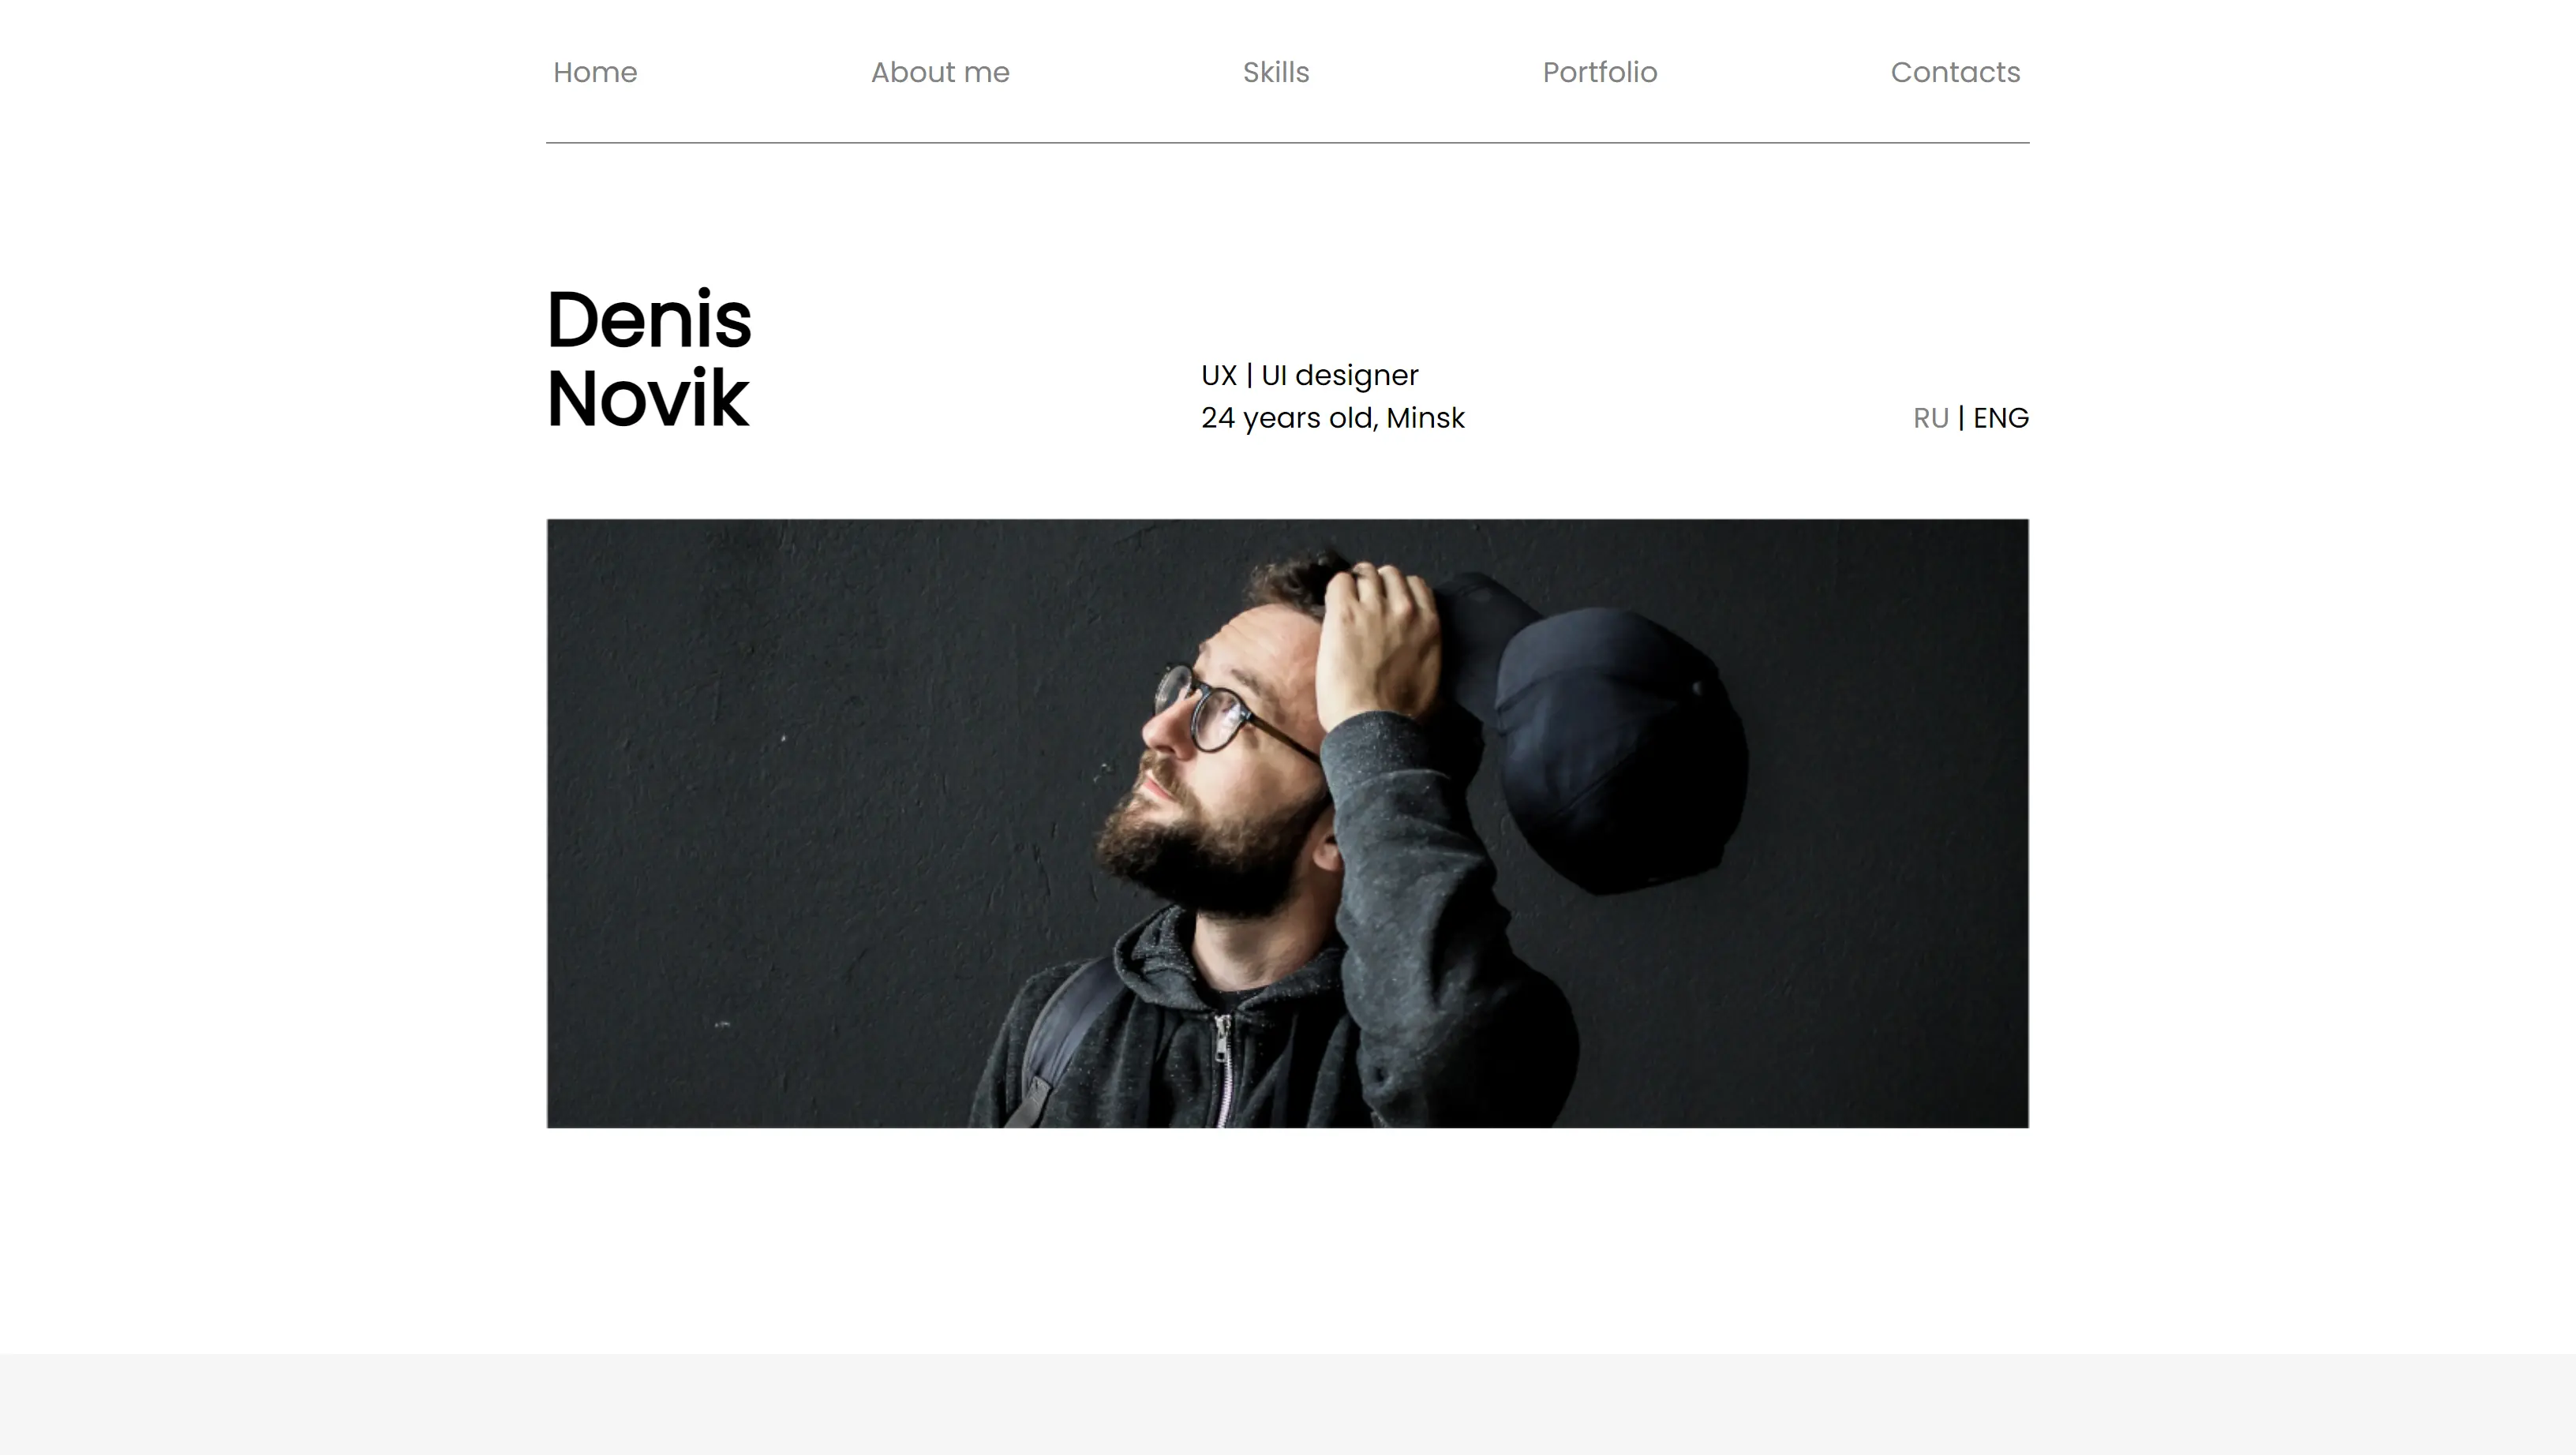 Home About me Skills Portfolio Contacts
Denis
Novik
UX | UI designer
24 years old, Minsk
RU | ENG